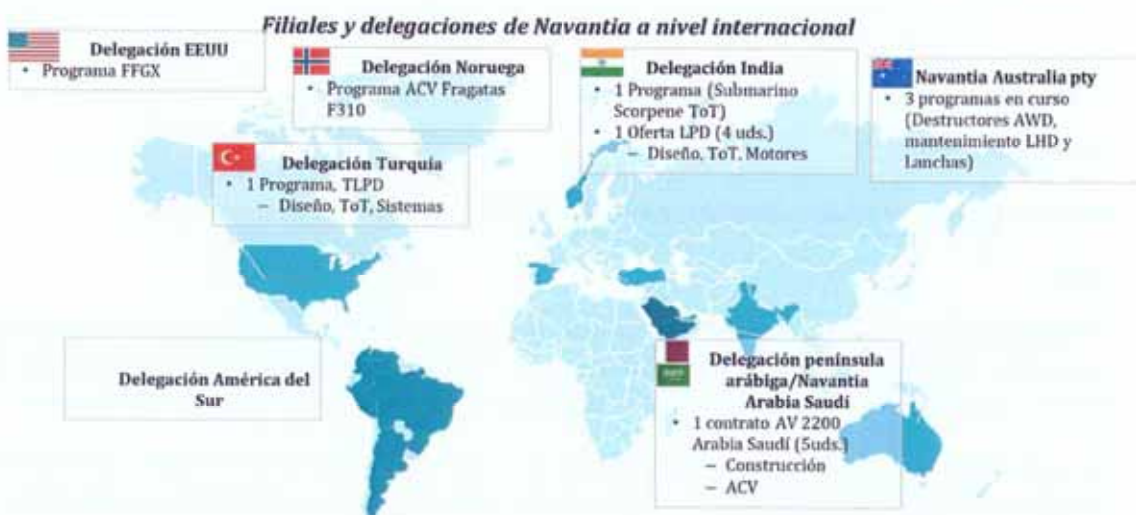 Filiales y delegaciones de Navantia a nivel internacional
Delegación EEUU
• Programa FFGX
Delegación Noruega
• Programa ACV Fragatas
F310
Delegación India
• 1 Programa (Submarino
Scorpene ToT)
• 1 Oferta LPD (4 uds.)
– Diseño, ToT, Motores
Navantia Australia pty
• 3 programas en curso
(Destructores AWD,
mantenimiento LHD y
Lanchas)
Delegación Turquía
• 1 Programa, TLPD
– Diseño, ToT, Sistemas
Delegación América del
Sur
Delegación península
arábiga/Navantia
Arabia Saudí
• 1 contrato AV 2200
Arabia Saudí (5uds.)
– Construcción
– ACV